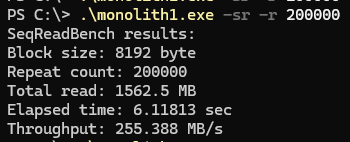 PS C:\> .\monolith1.exe -sr -r 200000
SeqReadBench results:
Block size: 8192 byte
Repeat count: 200000
Total read: 1562.5 MB
Elapsed time: 6.11813 sec
Throughput: 255.388 MB/s